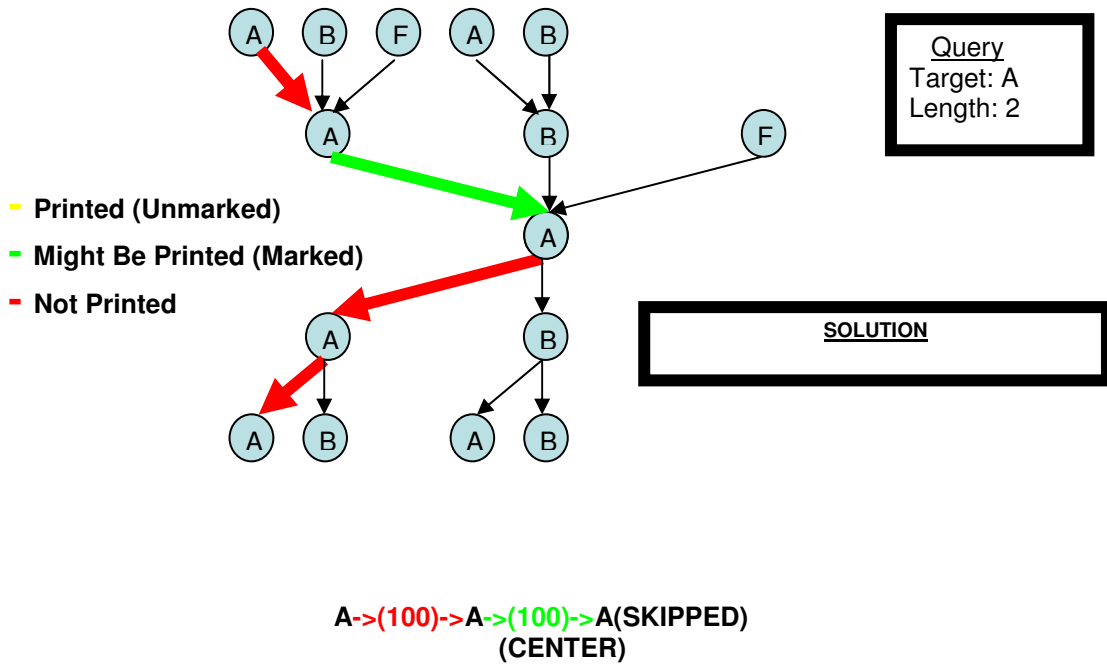 A B F A B
Query
Target: A
Length: 2
A B F
- Printed (Unmarked)
A
- Might Be Printed (Marked)
- Not Printed
SOLUTION
A B
A B A B
A->(100)->A->(100)->A(SKIPPED)
(CENTER)